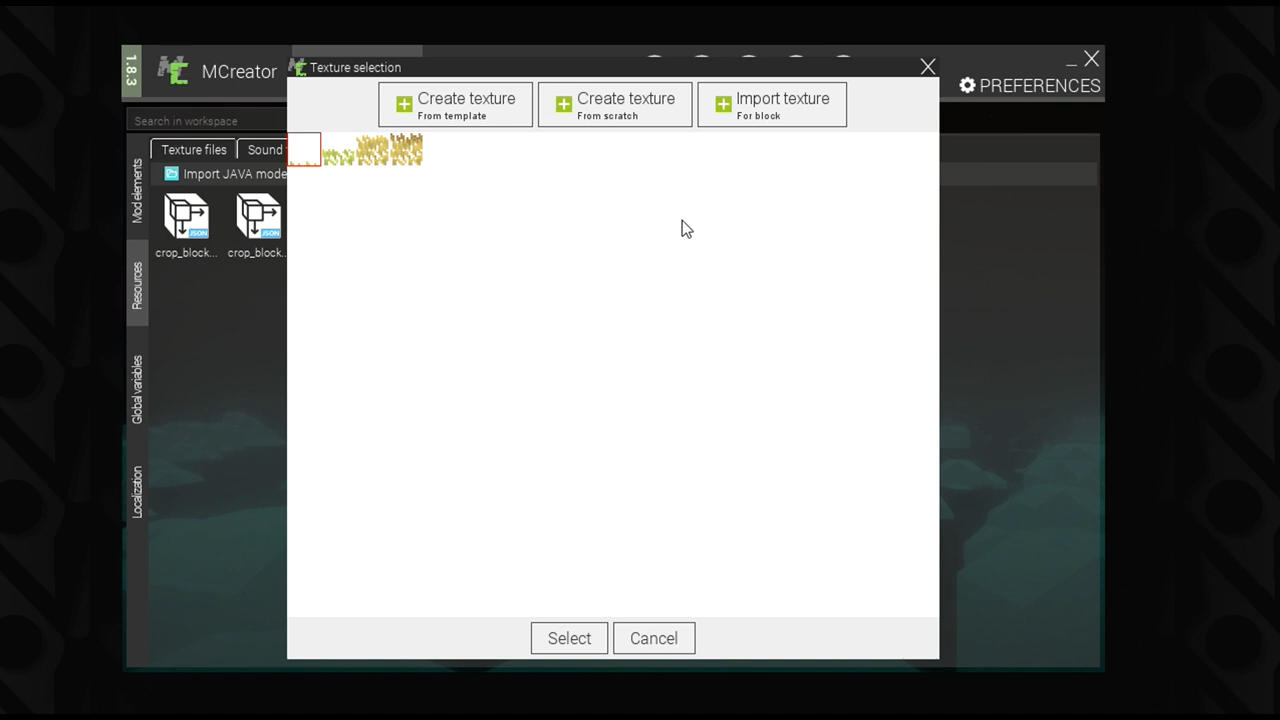 1.8.3
MCreator
Texture selection
PREFERENCES
Create texture
From template
Create texture
From scratch
Import texture
For block
Search in workspace
Texture files
Sound
Import JAVA mode
crop_block...
crop_block...
JSON
JSON
Mod elements
Resources
Global variables
Localization
Select
Cancel